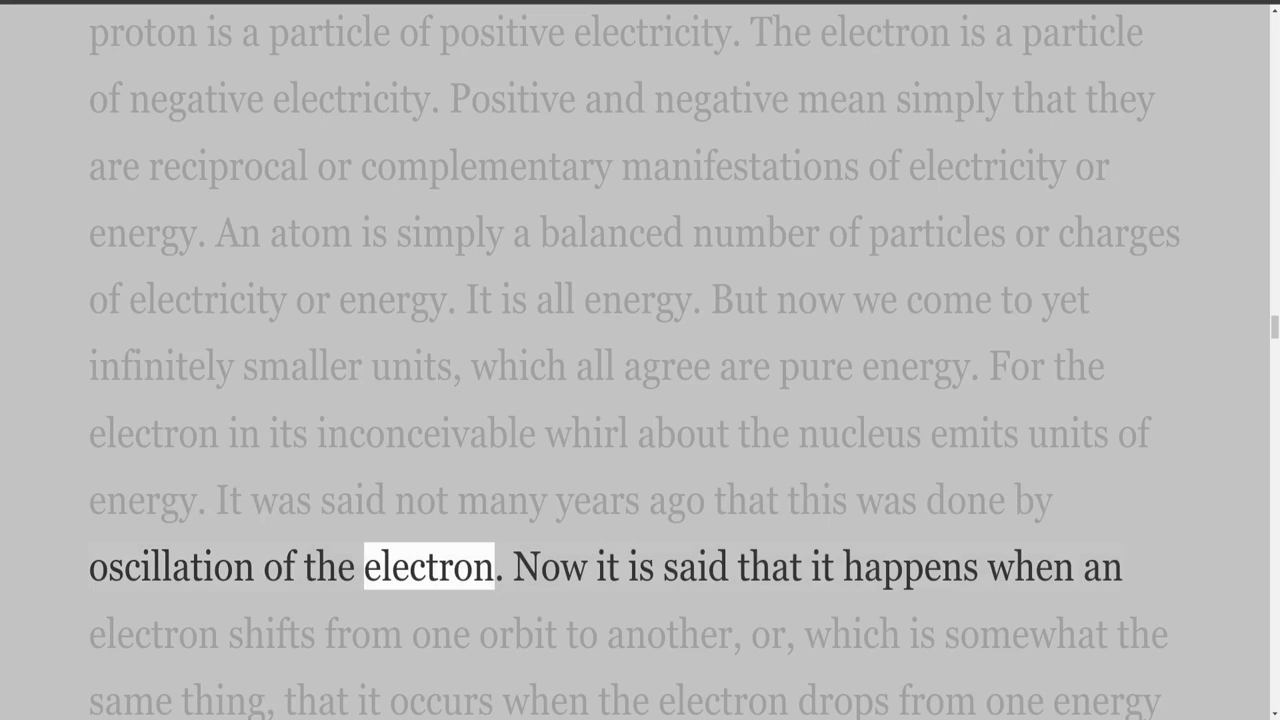 proton is a particle of positive electricity. The electron is a particle
of negative electricity. Positive and negative mean simply that they
are reciprocal or complementary manifestations of electricity or
energy. An atom is simply a balanced number of particles or charges
of electricity or energy. It is all energy. But now we come to yet
infinitely smaller units, which all agree are pure energy. For the
electron in its inconceivable whirl about the nucleus emits units of
energy. It was said not many years ago that this was done by
oscillation of the electron. Now it is said that it happens when an
electron shifts from one orbit to another, or, which is somewhat the
same thing, that it occurs when the electron drops from one energy